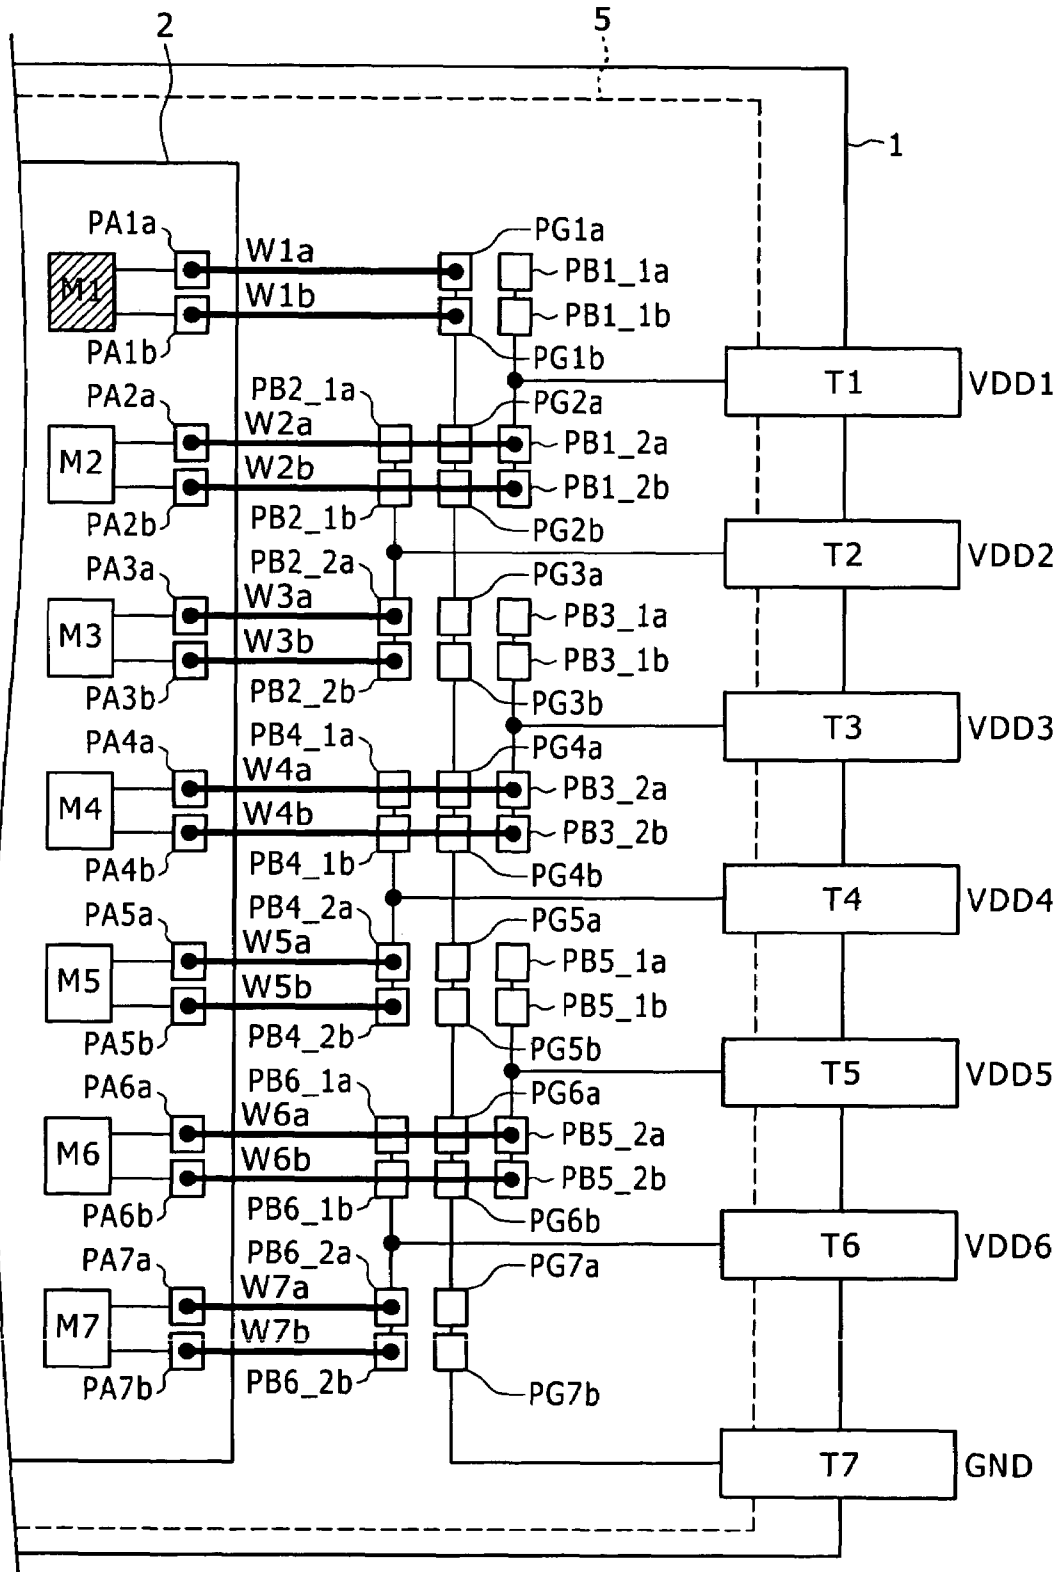 2
5
1
PA1a
W1a
PG1a
M1
PB1_1a
W1b
PB1_1b
PA1b
PG1b
T1
VDD1
PB2_1a
PA2a
W2a
PG2a
M2
PB1_2a
W2b
PB1_2b
PA2b
PB2_1b
PG2b
T2
VDD2
PB2_2a
PA3a
W3a
PG3a
M3
PB3_1a
W3b
PB3_1b
PA3b
PB2_2b
PG3b
T3
VDD3
PB4_1a
PA4a
W4a
PG4a
M4
PB3_2a
W4b
PB3_2b
PA4b
PB4_1b
PG4b
T4
VDD4
PB4_2a
PA5a
W5a
PG5a
M5
PB5_1a
W5b
PB5_1b
PA5b
PB4_2b
PG5b
T5
VDD5
PB6_1a
PA6a
W6a
PG6a
M6
PB5_2a
W6b
PB5_2b
PA6b
PB6_1b
PG6b
T6
VDD6
PB6_2a
PA7a
W7a
PG7a
M7
W7b
PA7b
PB6_2b
PG7b
T7
GND